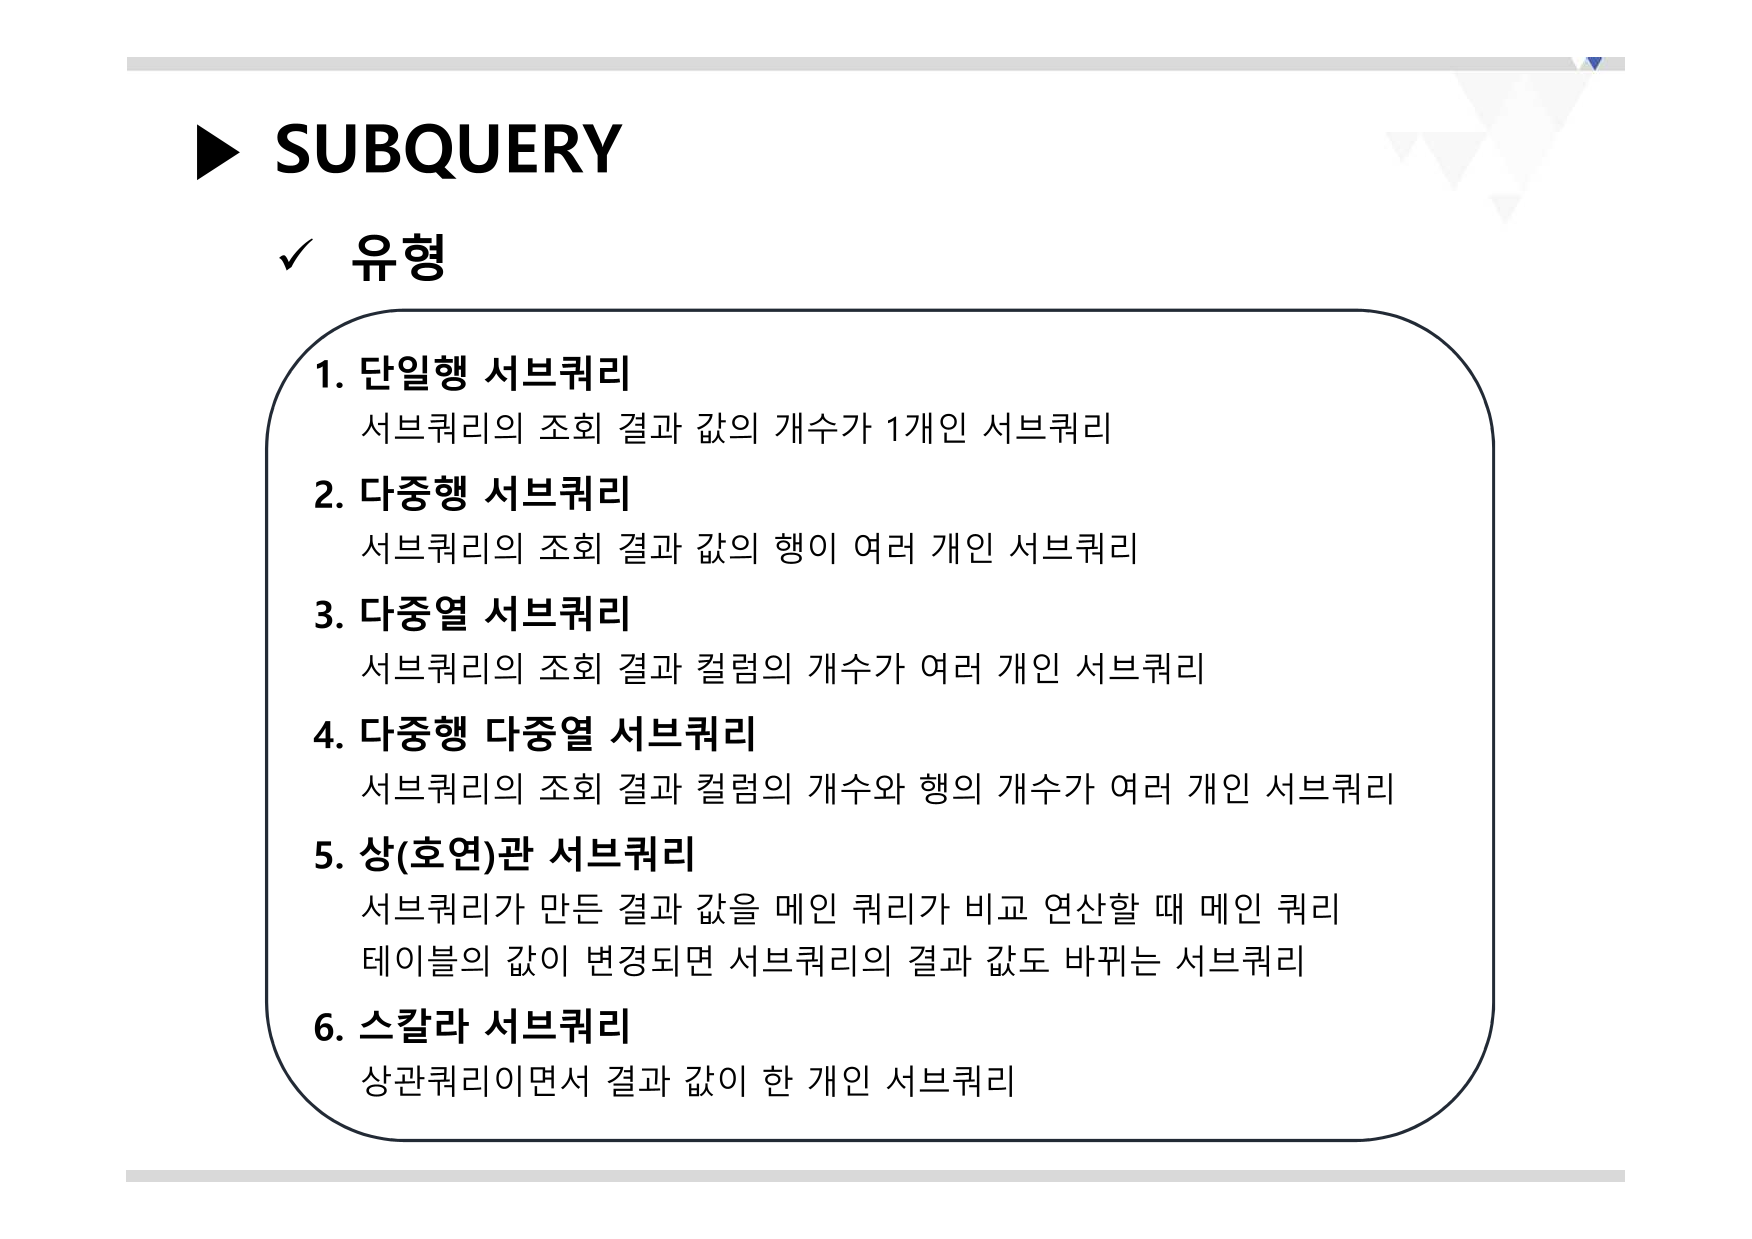 SUBQUERY
유형
1. 단일행 서브쿼리
서브쿼리의 조회 결과 값의 개수가 1개인 서브쿼리
2. 다중행 서브쿼리
서브쿼리의 조회 결과 값의 행이 여러 개인 서브쿼리
3. 다중열 서브쿼리
서브쿼리의 조회 결과 컬럼의 개수가 여러 개인 서브쿼리
4. 다중행 다중열 서브쿼리
서브쿼리의 조회 결과 컬럼의 개수와 행의 개수가 여러 개인 서브쿼리
5. 상(호연)관 서브쿼리
서브쿼리가 만든 결과 값을 메인 쿼리가 비교 연산할 때 메인 쿼리
테이블의 값이 변경되면 서브쿼리의 결과 값도 바뀌는 서브쿼리
6. 스칼라 서브쿼리
상관쿼리이면서 결과 값이 한 개인 서브쿼리